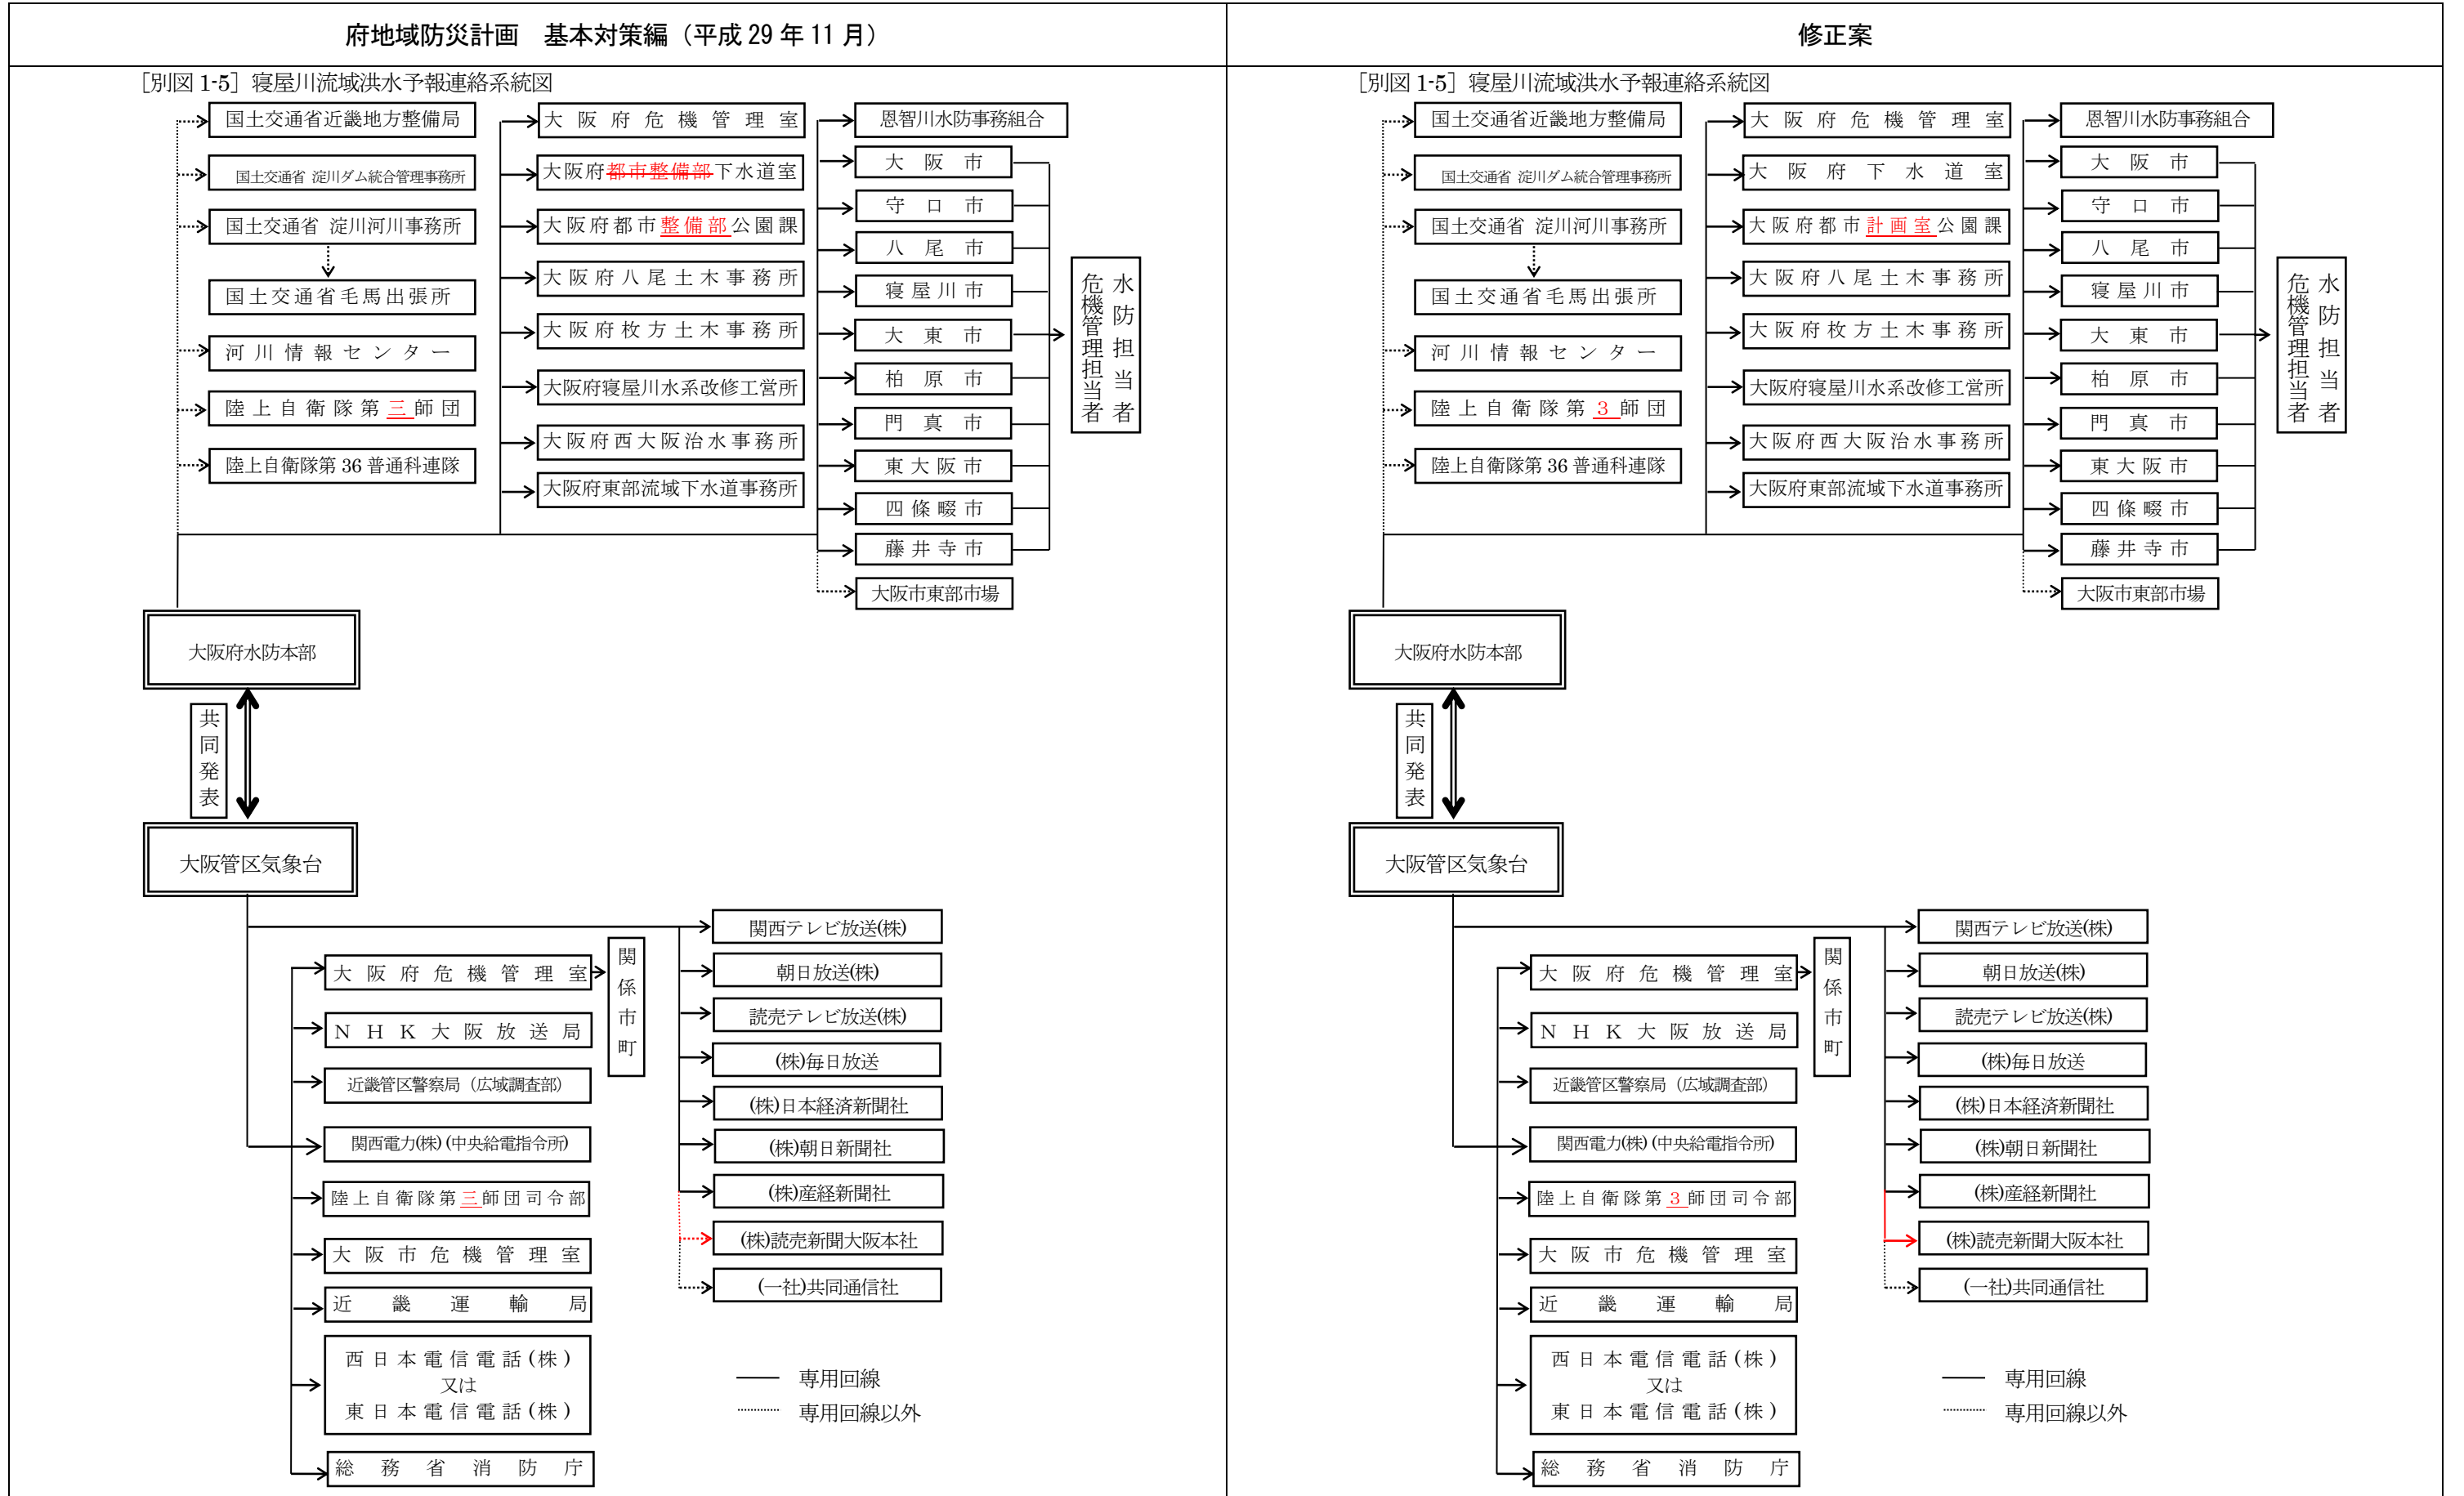 府地域防災計画　基本対策編（平成 29 年 11 月）
［別図 1-5］寝屋川流域洪水予報連絡系統図
国土交通省近畿地方整備局
国土交通省 淀川ダム統合管理事務所
国土交通省 淀川河川事務所
国土交通省毛馬出張所
河川情報センター
陸上自衛隊第三師団
陸上自衛隊第 36 普通科連隊
大阪府危機管理室
大阪府都市整備部下水道室
大阪府都市整備部公園課
大阪府八尾土木事務所
大阪府枚方土木事務所
大阪府寝屋川水系改修工営所
大阪府西大阪治水事務所
大阪府東部流域下水道事務所
恩智川水防事務組合
大阪市
守口市
八尾市
寝屋川市
大東市
柏原市
門真市
東大阪市
四條畷市
藤井寺市
大阪市東部市場
水防担当者
危機管理担当者
大阪府水防本部
共同発表
大阪管区気象台
大阪府危機管理室
NHK大阪放送局
近畿管区警察局（広域調査部）
関西電力(株) (中央給電指令所)
陸上自衛隊第三師団司令部
大阪市危機管理室
近畿運輸局
西日本電信電話(株)
又は
東日本電信電話(株)
総務省消防庁
関係市町
関西テレビ放送(株)
朝日放送(株)
読売テレビ放送(株)
(株)毎日放送
(株)日本経済新聞社
(株)朝日新聞社
(株)産経新聞社
(株)読売新聞大阪本社
(一社)共同通信社
専用回線
専用回線以外
修正案
［別図 1-5］寝屋川流域洪水予報連絡系統図
国土交通省近畿地方整備局
国土交通省 淀川ダム統合管理事務所
国土交通省 淀川河川事務所
国土交通省毛馬出張所
河川情報センター
陸上自衛隊第３師団
陸上自衛隊第 36 普通科連隊
大阪府危機管理室
大阪府下水道室
大阪府都市計画室公園課
大阪府八尾土木事務所
大阪府枚方土木事務所
大阪府寝屋川水系改修工営所
大阪府西大阪治水事務所
大阪府東部流域下水道事務所
恩智川水防事務組合
大阪市
守口市
八尾市
寝屋川市
大東市
柏原市
門真市
東大阪市
四條畷市
藤井寺市
大阪市東部市場
水防担当者
危機管理担当者
大阪府水防本部
共同発表
大阪管区気象台
大阪府危機管理室
NHK大阪放送局
近畿管区警察局（広域調査部）
関西電力(株) (中央給電指令所)
陸上自衛隊第３師団司令部
大阪市危機管理室
近畿運輸局
西日本電信電話(株)
又は
東日本電信電話(株)
総務省消防庁
関係市町
関西テレビ放送(株)
朝日放送(株)
読売テレビ放送(株)
(株)毎日放送
(株)日本経済新聞社
(株)朝日新聞社
(株)産経新聞社
(株)読売新聞大阪本社
(一社)共同通信社
専用回線
専用回線以外